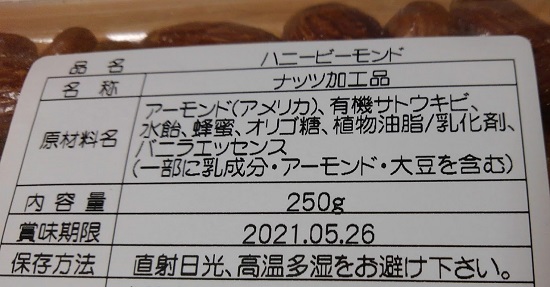 品名 ハニービーモンド
名称 ナッツ加工品
原材料名 アーモンド(アメリカ)、有機サトウキビ、
水飴、蜂蜜、オリゴ糖、植物油脂/乳化剤、
バニラエッセンス
(一部に乳成分・アーモンド・大豆を含む)
内容量 250g
賞味期限 2021.05.26
保存方法 直射日光、高温多湿をお避け下さい。